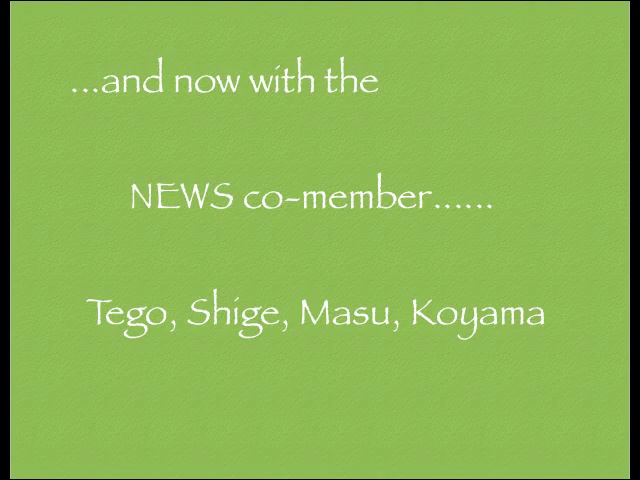 ...and now with the
NEWS co-member......
Tego, Shige, Masu, Koyama